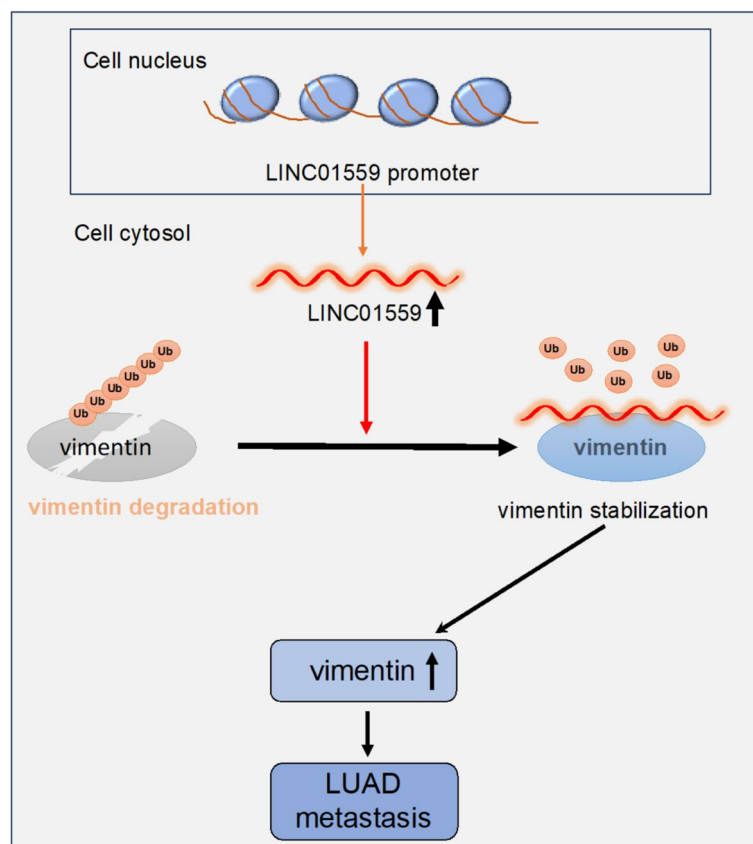 Cell nucleus
LINC01559 promoter
Cell cytosol
LINC01559
Ub
Ub
Ub
Ub
Ub
Ub
vimentin
vimentin degradation
Ub
Ub
Ub
Ub
Ub
Ub
vimentin
vimentin stabilization
vimentin
LUAD
metastasis